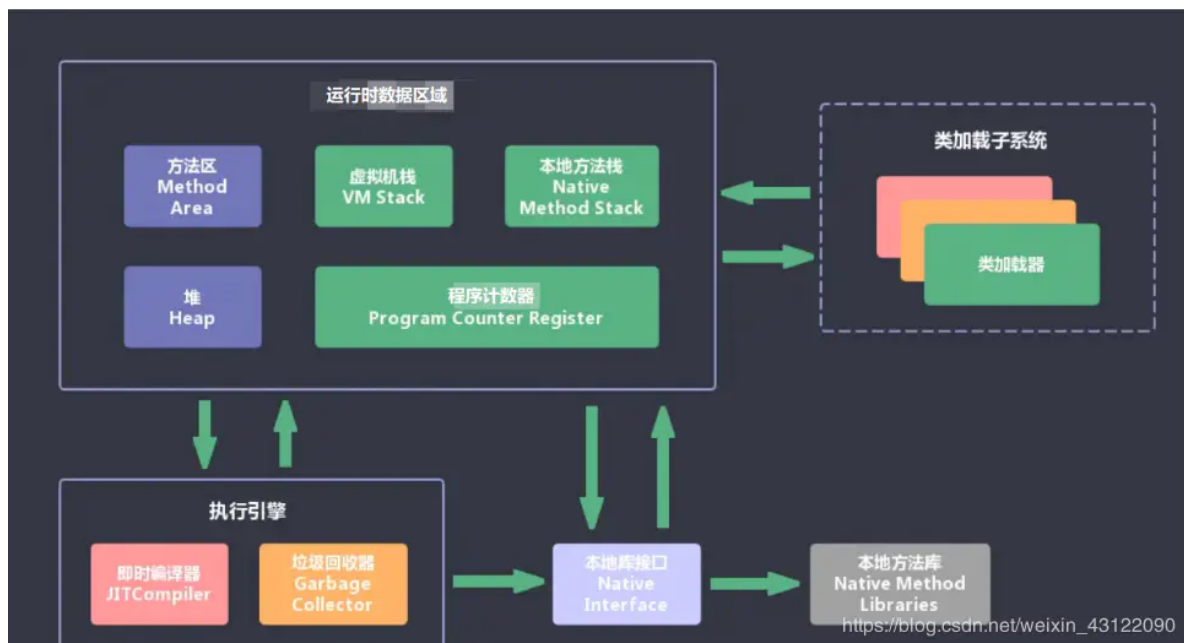 运行时数据区域
方法区
Method
Area
虚拟机栈
VM Stack
本地方法栈
Native
Method Stack
堆
Heap
程序计数器
Program Counter Register
类加载子系统
类加载器
执行引擎
即时编译器
JITCompiler
垃圾回收器
Garbage
Collector
本地库接口
Native
Interface
本地方法库
Native Method
Libraries
https://blog.csdn.net/weixin_43122090